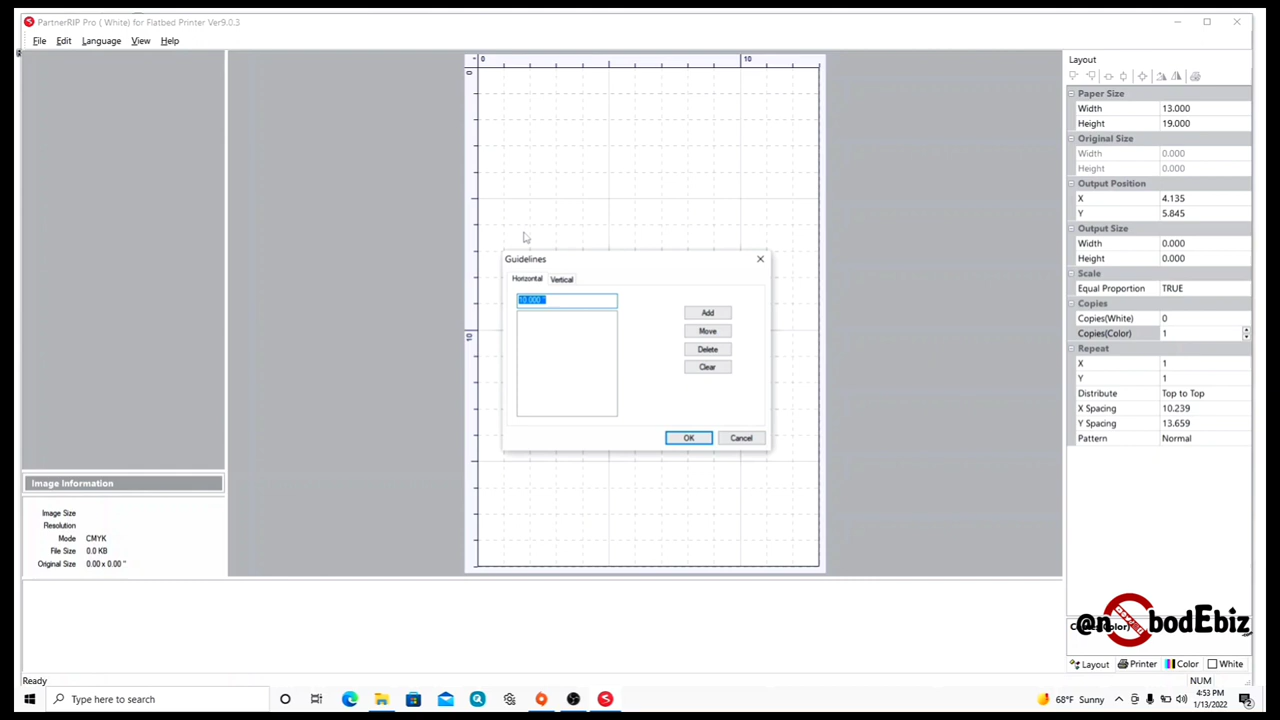 PartnerRIP Pro ( White) for Flatbed Printer Ver9.0.3
File Edit Language View Help
0 10
0
10
Guidelines
Horizontal Vertical
10.000 "
Add
Move
Delete
Clear
OK Cancel
Layout
Paper Size
Width 13.000
Height 19.000
Original Size
Width 0.000
Height 0.000
Output Position
X 4.135
Y 5.845
Output Size
Width 0.000
Height 0.000
Scale
Equal Proportion TRUE
Copies
Copies(White) 0
Copies(Color) 1
Repeat
X 1
Y 1
Distribute Top to Top
X Spacing 10.239
Y Spacing 13.659
Pattern Normal
Image Information
Image Size
Resolution
Mode CMYK
File Size 0.0 KB
Original Size 0.00 x 0.00 "
@n bodEbiz
Layout Printer Color White
Ready
NUM
Type here to search
68°F Sunny
4:53 PM
1/13/2022
2